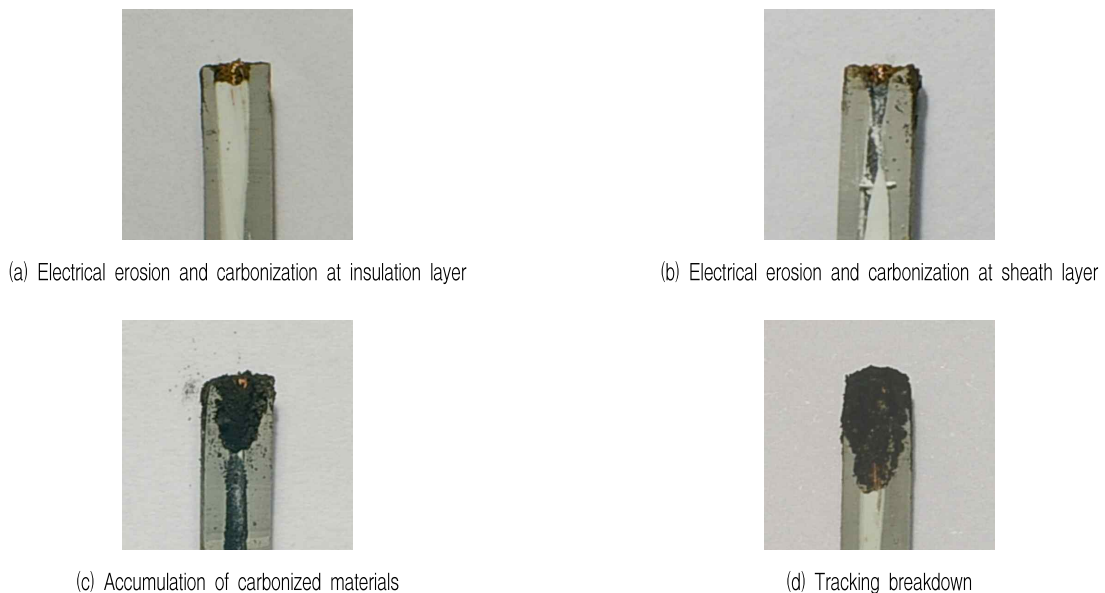 (a) Electrical erosion and carbonization at insulation layer
(b) Electrical erosion and carbonization at sheath layer
(c) Accumulation of carbonized materials
(d) Tracking breakdown